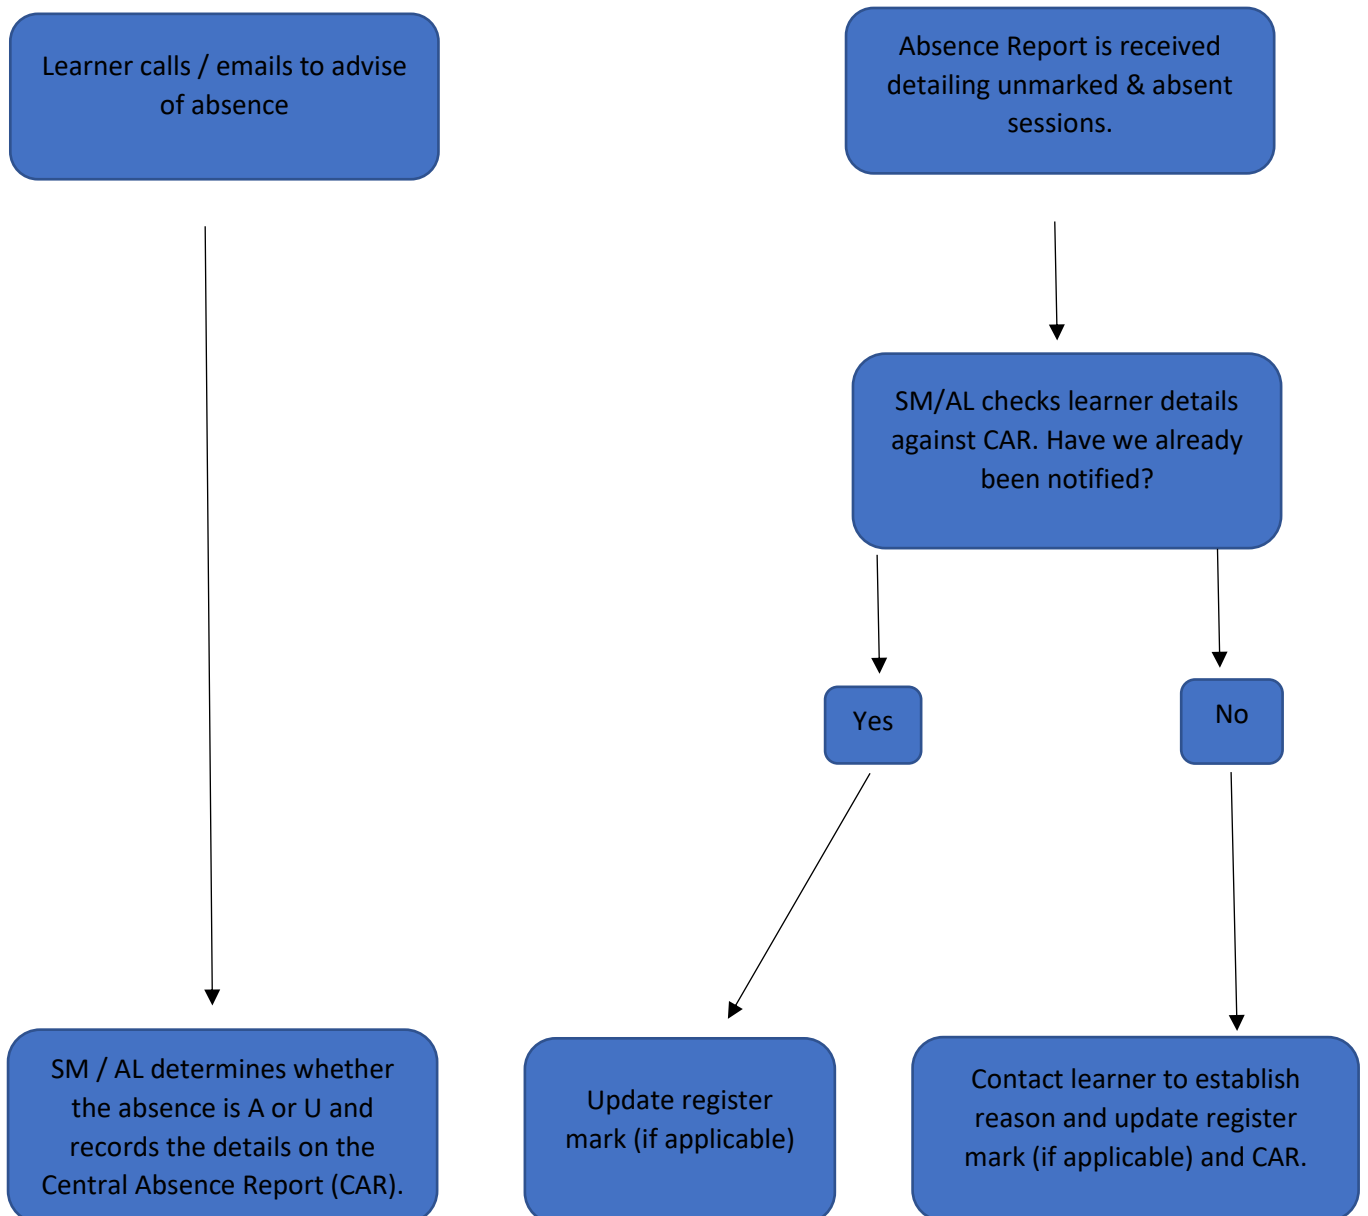 Learner calls / emails to advise
of absence
Absence Report is received
detailing unmarked & absent
sessions.
SM/AL checks learner details
against CAR. Have we already
been notified?
Yes
No
SM / AL determines whether
the absence is A or U and
records the details on the
Central Absence Report (CAR).
Update register
mark (if applicable)
Contact learner to establish
reason and update register
mark (if applicable) and CAR.